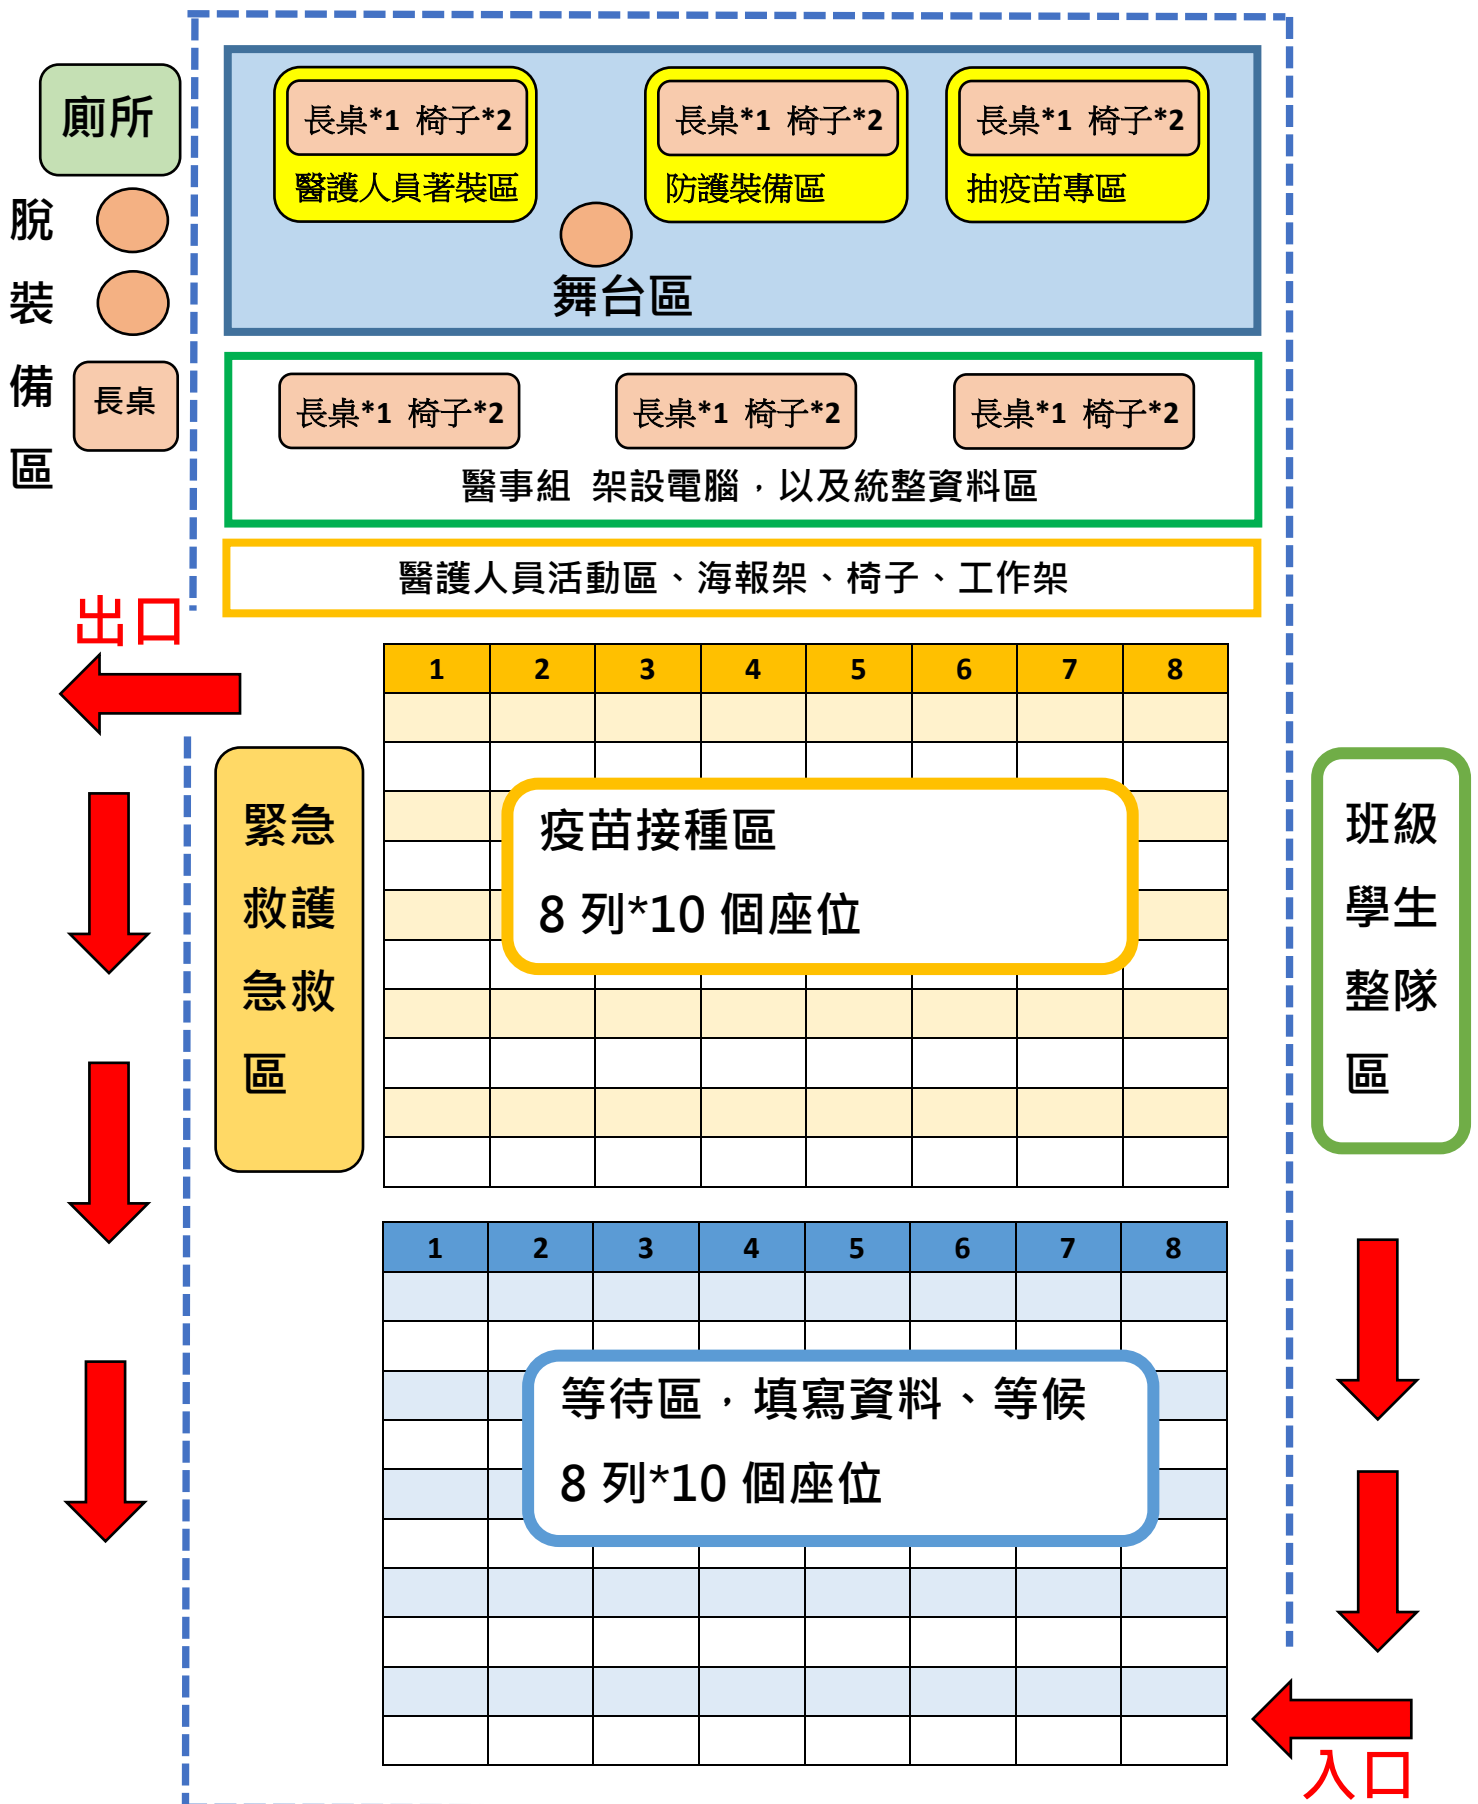 廁所
長桌*1 椅子*2
醫護人員著裝區
長桌*1 椅子*2
防護裝備區
長桌*1 椅子*2
抽疫苗專區
舞台區
脫
裝
備
區
長桌
長桌*1 椅子*2
長桌*1 椅子*2
長桌*1 椅子*2
醫事組 架設電腦，以及統整資料區
醫護人員活動區、海報架、椅子、工作架
出口
1 2 3 4 5 6 7 8
疫苗接種區
8 列*10 個座位
緊急
救護
急救
區
班級
學生
整隊
區
1 2 3 4 5 6 7 8
等待區，填寫資料、等候
8 列*10 個座位
入口